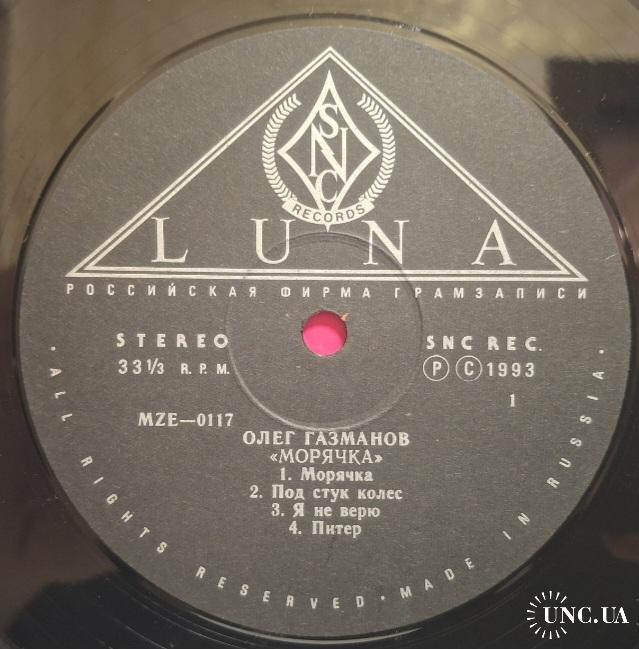 SNC
RECORDS
LUNA
РОССИЙСКАЯ ФИРМА ГРАМЗАПИСИ
STEREO
33 1/3 R.P.M.
SNC REC.
Ⓟ Ⓒ 1993
1
MZE—0117
ОЛЕГ ГАЗМАНОВ
«МОРЯЧКА»
1. Морячка
2. Под стук колес
3. Я не верю
4. Питер
· ALL RIGHTS RESERVED · MADE IN RUSSIA ·
UNC.UA